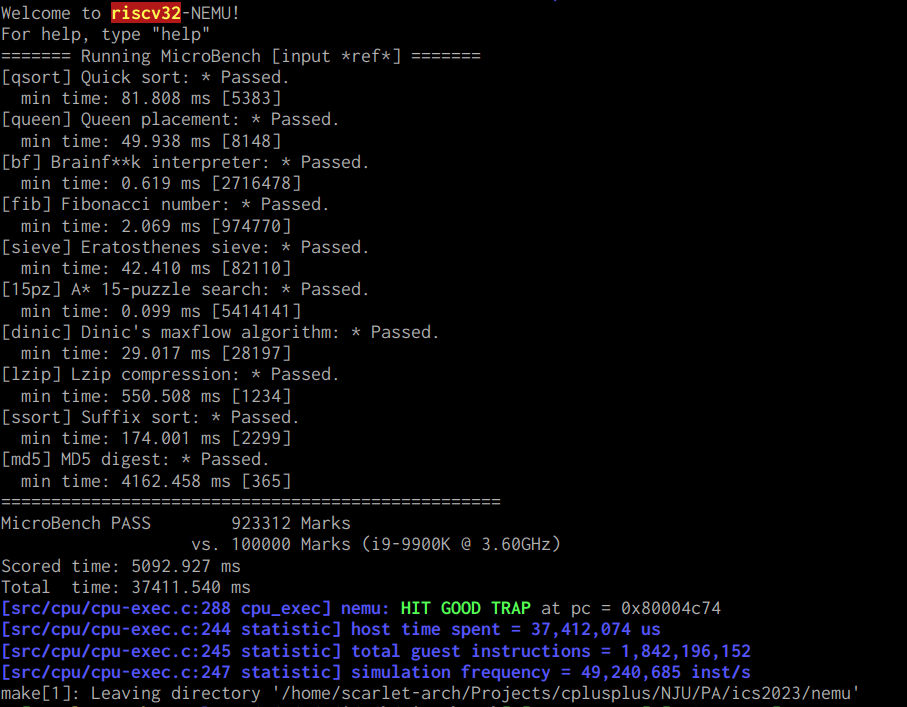 Welcome to riscv32-NEMU!
For help, type "help"
======= Running MicroBench [input *ref*] =======
[qsort] Quick sort: * Passed.
  min time: 81.808 ms [5383]
[queen] Queen placement: * Passed.
  min time: 49.938 ms [8148]
[bf] Brainf**k interpreter: * Passed.
  min time: 0.619 ms [2716478]
[fib] Fibonacci number: * Passed.
  min time: 2.069 ms [974770]
[sieve] Eratosthenes sieve: * Passed.
  min time: 42.410 ms [82110]
[15pz] A* 15-puzzle search: * Passed.
  min time: 0.099 ms [5414141]
[dinic] Dinic's maxflow algorithm: * Passed.
  min time: 29.017 ms [28197]
[lzip] Lzip compression: * Passed.
  min time: 550.508 ms [1234]
[ssort] Suffix sort: * Passed.
  min time: 174.001 ms [2299]
[md5] MD5 digest: * Passed.
  min time: 4162.458 ms [365]
==================================================
MicroBench PASS        923312 Marks
                   vs. 100000 Marks (i9-9900K @ 3.60GHz)
Scored time: 5092.927 ms
Total  time: 37411.540 ms
[src/cpu/cpu-exec.c:288 cpu_exec] nemu: HIT GOOD TRAP at pc = 0x80004c74
[src/cpu/cpu-exec.c:244 statistic] host time spent = 37,412,074 us
[src/cpu/cpu-exec.c:245 statistic] total guest instructions = 1,842,196,152
[src/cpu/cpu-exec.c:247 statistic] simulation frequency = 49,240,685 inst/s
make[1]: Leaving directory '/home/scarlet-arch/Projects/cplusplus/NJU/PA/ics2023/nemu'